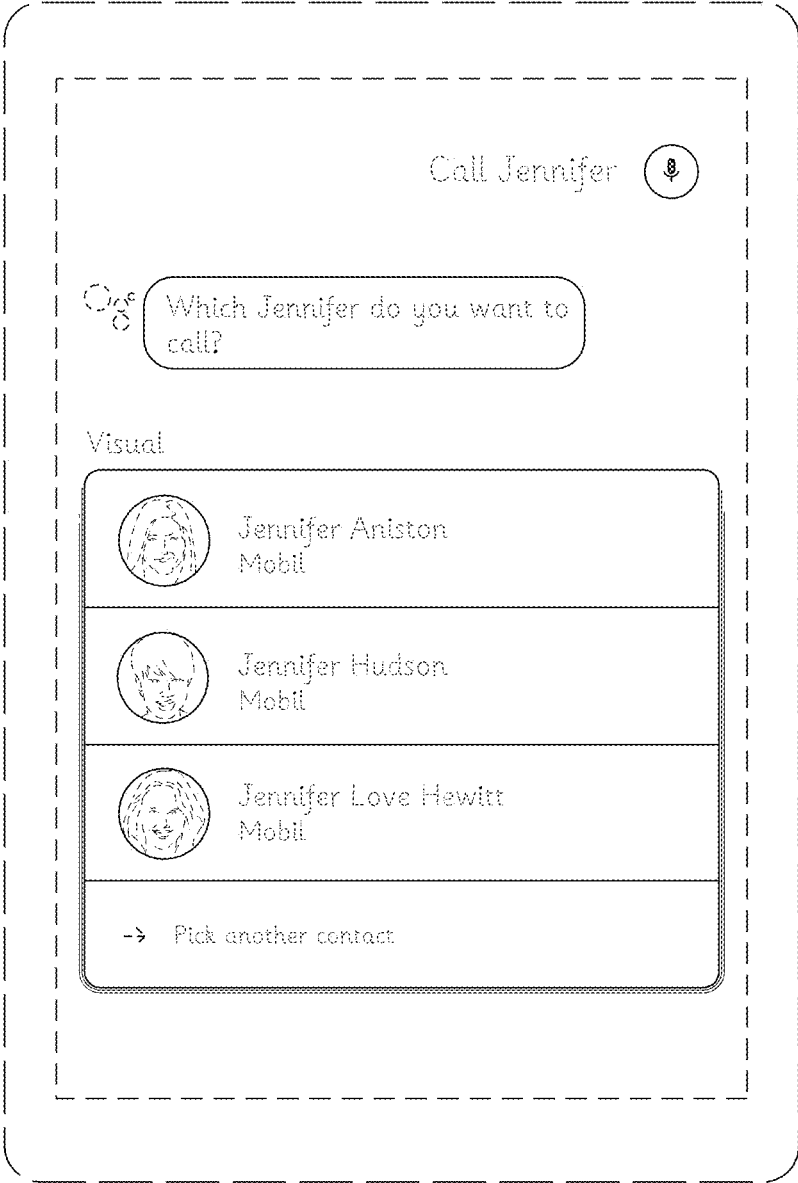 Call Jennifer
Which Jennifer do you want to
call?
Visual
Jennifer Aniston
Mobil
Jennifer Hudson
Mobil
Jennifer Love Hewitt
Mobil
Pick another contact